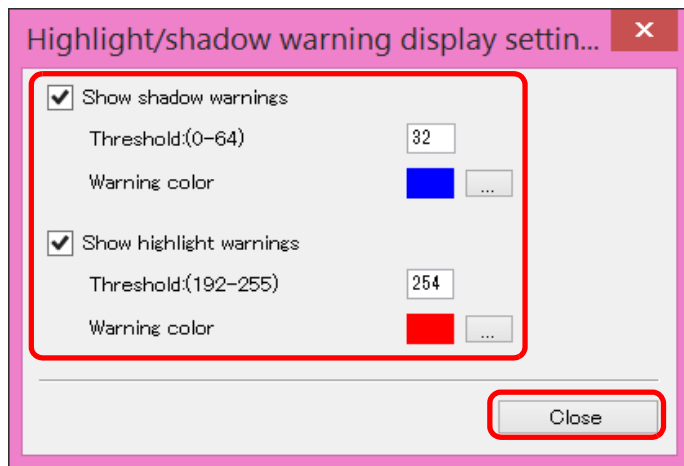 Highlight/shadow warning display settin...
Show shadow warnings
Threshold:(0-64) 32
Warning color ...
Show highlight warnings
Threshold:(192-255) 254
Warning color ...
Close